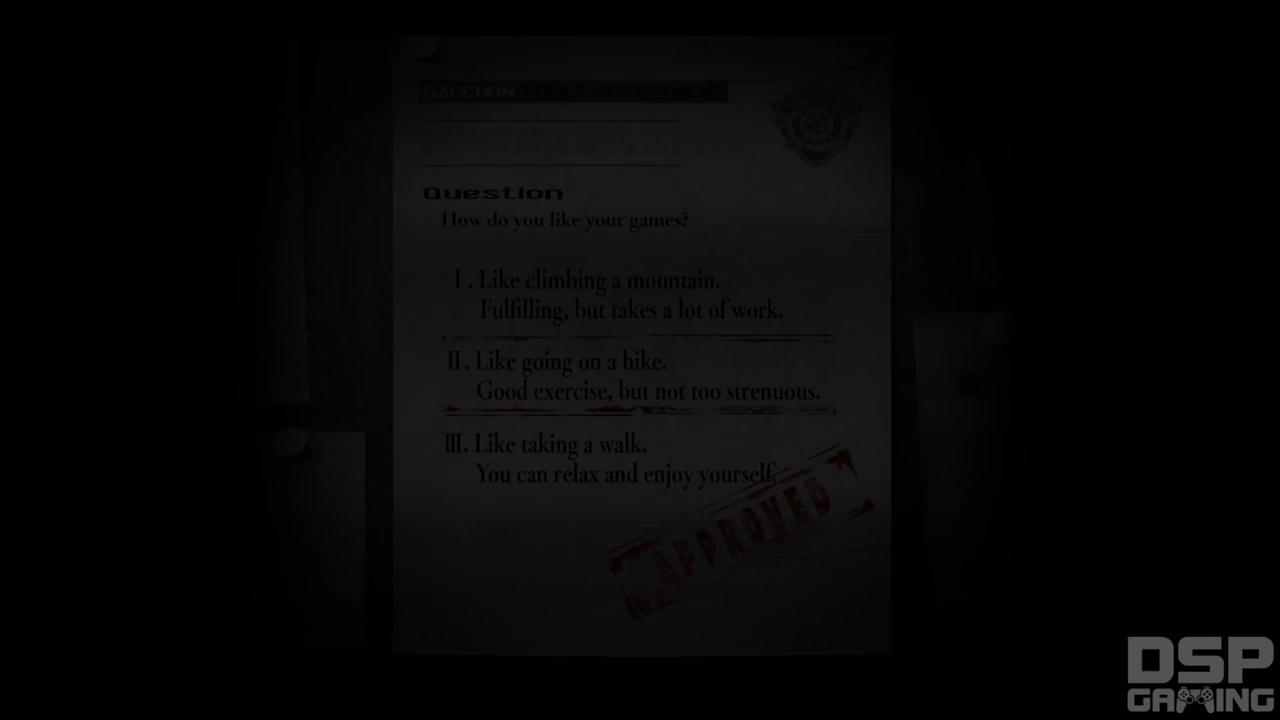 RACCTION
Question
How do you like your games?
I. Like climbing a mountain.
Fulfilling, but takes a lot of work.
II. Like going on a hike.
Good exercise, but not too strenuous.
III. Like taking a walk.
You can relax and enjoy yourself.
APPROVED
DSP
GAMING